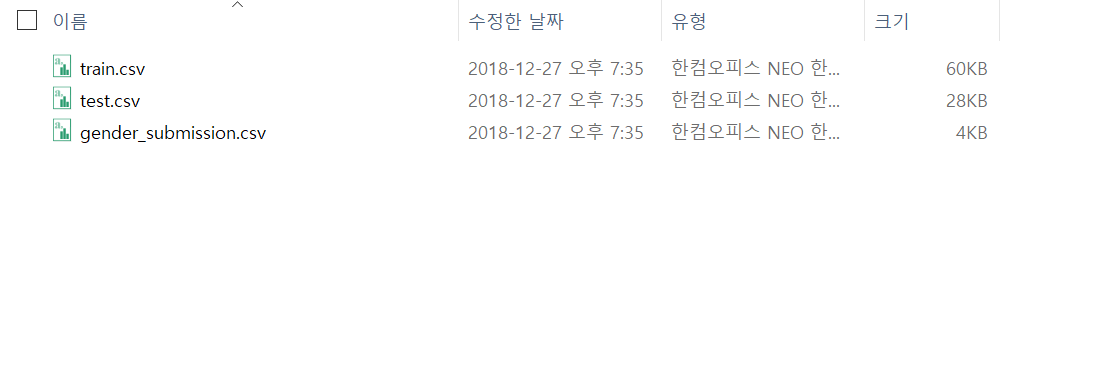 이름 수정한 날짜 유형 크기
train.csv 2018-12-27 오후 7:35 한컴오피스 NEO 한... 60KB
test.csv 2018-12-27 오후 7:35 한컴오피스 NEO 한... 28KB
gender_submission.csv 2018-12-27 오후 7:35 한컴오피스 NEO 한... 4KB